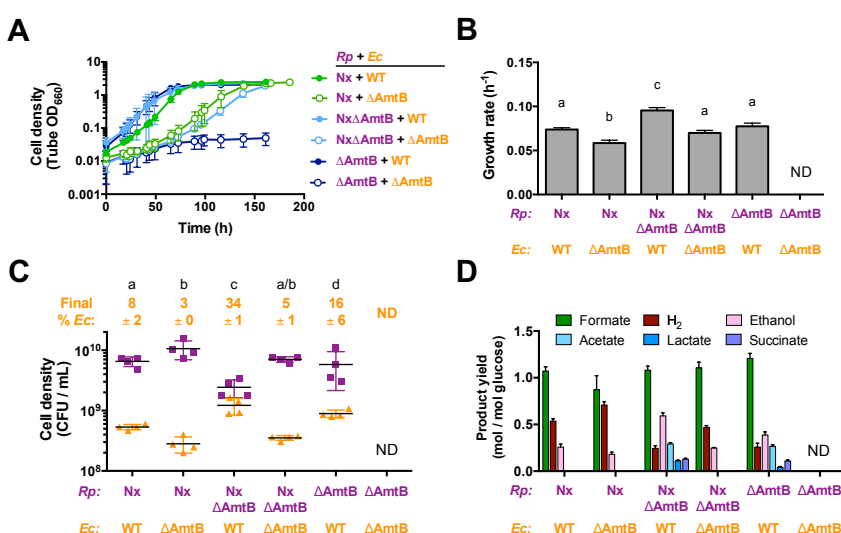 A
Cell density
(Tube OD660)
10
1
0.1
0.01
0.001
0
50
100
150
200
Time (h)
Rp + Ec
Nx + WT
Nx + ΔAmtB
NxΔAmtB + WT
NxΔAmtB + ΔAmtB
ΔAmtB + WT
ΔAmtB + ΔAmtB
B
Growth rate (h-1)
0.15
0.10
0.05
0.00
a
b
c
a
a
ND
Rp: Nx Nx Nx Nx ΔAmtB ΔAmtB
ΔAmtB ΔAmtB
Ec: WT ΔAmtB WT ΔAmtB WT ΔAmtB
C
a b c a/b d
Final 8 3 34 5 16 ND
% Ec: ± 2 ± 0 ± 1 ± 1 ± 6
Cell density
(CFU / mL)
1010
109
108
ND
Rp: Nx Nx Nx Nx ΔAmtB ΔAmtB
ΔAmtB ΔAmtB
Ec: WT ΔAmtB WT ΔAmtB WT ΔAmtB
D
Formate H2 Ethanol
Acetate Lactate Succinate
Product yield
(mol / mol glucose)
1.5
1.0
0.5
0.0
ND
Rp: Nx Nx Nx Nx ΔAmtB ΔAmtB
ΔAmtB ΔAmtB
Ec: WT ΔAmtB WT ΔAmtB WT ΔAmtB